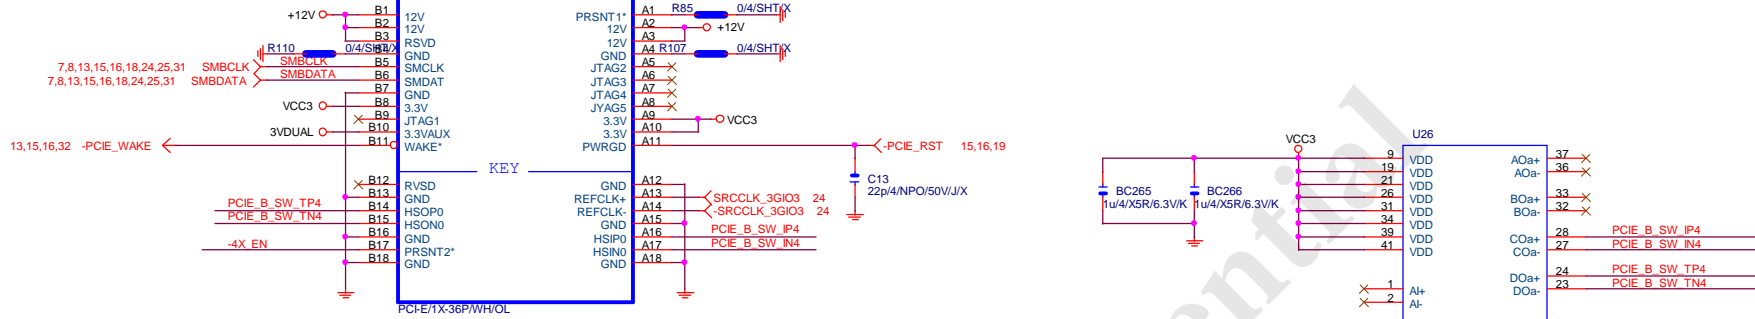 +12V B1 12V PRSNT1* A1 R85 0/4/SHT/X
B2 12V 12V A2 +12V
B3 RSVD 12V A3
R110 0/4/SHT/X B4 GND GND A4 R107 0/4/SHT/X
7,8,13,15,16,18,24,25,31 SMBCLK SMBCLK B5 SMCLK JTAG2 A5
7,8,13,15,16,18,24,25,31 SMBDATA SMBDATA B6 SMDAT JTAG3 A6
B7 GND JTAG4 A7
VCC3 B8 3.3V JYAG5 A8
B9 JTAG1 3.3V A9 VCC3
3VDUAL B10 3.3VAUX 3.3V A10
13,15,16,32 -PCIE_WAKE B11 WAKE* PWRGD A11 -PCIE_RST 15,16,19
KEY
C13
22p/4/NPO/50V/J/X
B12 RVSD GND A12
B13 GND REFCLK+ A13 SRCCLK_3GIO3 24
PCIE_B_SW_TP4 B14 HSOP0 REFCLK- A14 -SRCCLK_3GIO3 24
PCIE_B_SW_TN4 B15 HSON0 GND A15
B16 GND HSIP0 A16 PCIE_B_SW_IP4
-4X_EN B17 PRSNT2* HSIN0 A17 PCIE_B_SW_IN4
B18 GND GND A18
PCI-E/1X-36P/WH/OL
VCC3 U26
9 VDD AOa+ 37
19 VDD AOa- 36
21 VDD
26 VDD BOa+ 33
31 VDD BOa- 32
34 VDD
39 VDD COa+ 28 PCIE_B_SW_IP4
41 VDD COa- 27 PCIE_B_SW_IN4
BC265
1u/4/X5R/6.3V/K
BC266
1u/4/X5R/6.3V/K
DOa+ 24 PCIE_B_SW_TP4
1 AI+ DOa- 23 PCIE_B_SW_TN4
2 AI-
ential